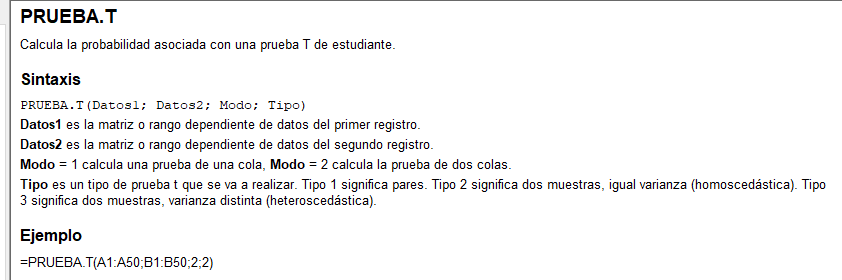 PRUEBA.T
Calcula la probabilidad asociada con una prueba T de estudiante.
Sintaxis
PRUEBA.T(Datos1; Datos2; Modo; Tipo)
Datos1 es la matriz o rango dependiente de datos del primer registro.
Datos2 es la matriz o rango dependiente de datos del segundo registro.
Modo = 1 calcula una prueba de una cola, Modo = 2 calcula la prueba de dos colas.
Tipo es un tipo de prueba t que se va a realizar. Tipo 1 significa pares. Tipo 2 significa dos muestras, igual varianza (homoscedástica). Tipo
3 significa dos muestras, varianza distinta (heteroscedástica).
Ejemplo
=PRUEBA.T(A1:A50;B1:B50;2;2)